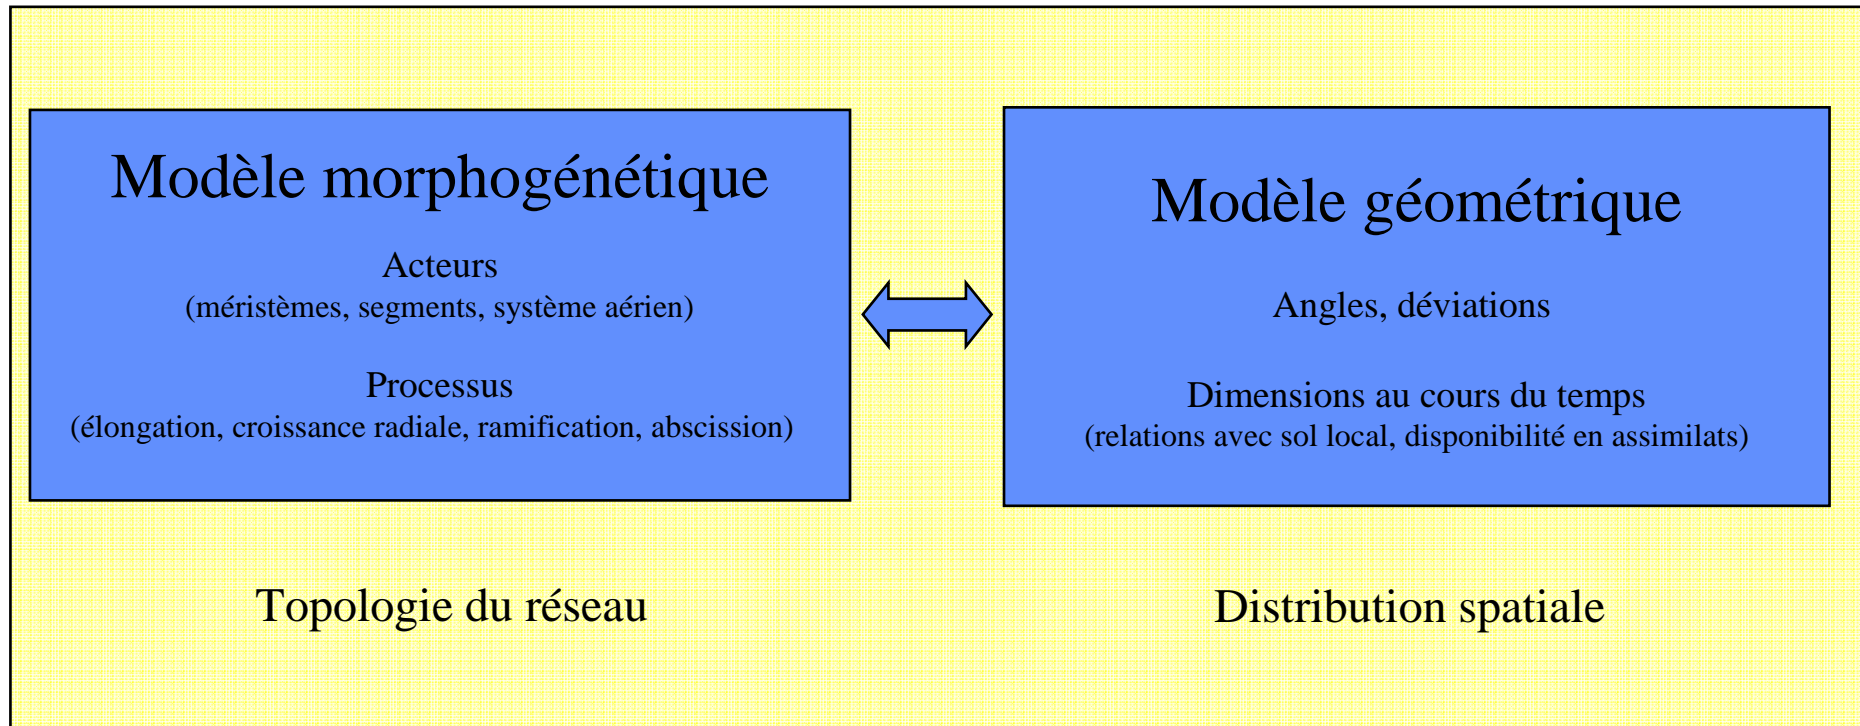 Modèle morphogénétique
Acteurs
(méristèmes, segments, système aérien)
Processus
(élongation, croissance radiale, ramification, abscission)
Topologie du réseau
Modèle géométrique
Angles, déviations
Dimensions au cours du temps
(relations avec sol local, disponibilité en assimilats)
Distribution spatiale